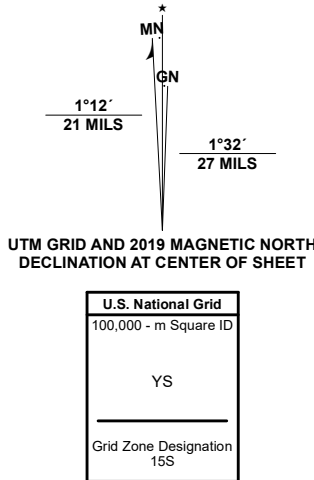 ★
MN
GN
1°12´
21 MILS
1°32´
27 MILS
UTM GRID AND 2019 MAGNETIC NORTH
DECLINATION AT CENTER OF SHEET
U.S. National Grid
100,000 - m Square ID
YS
Grid Zone Designation
15S